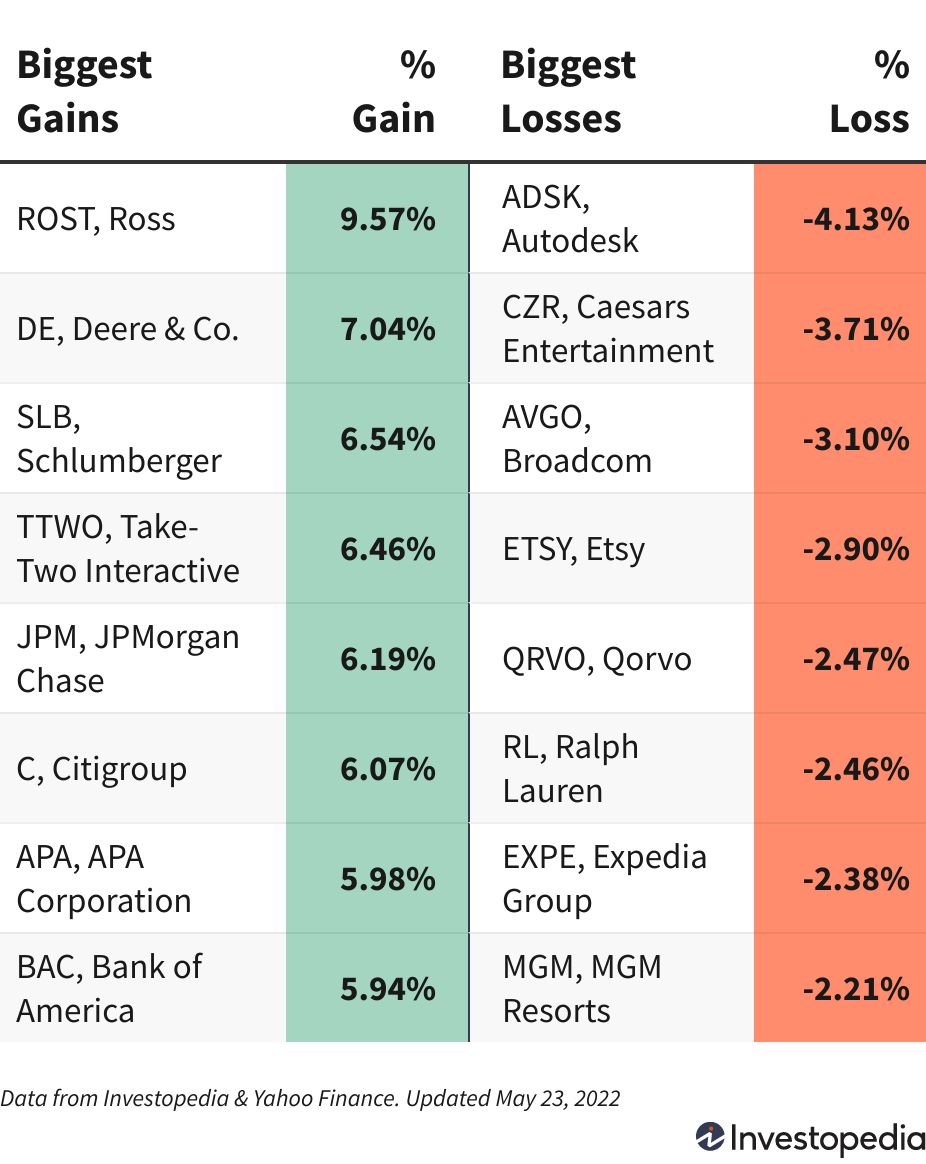 Biggest Gains % Gain Biggest Losses % Loss
ROST, Ross 9.57% ADSK, Autodesk -4.13%
DE, Deere & Co. 7.04% CZR, Caesars Entertainment -3.71%
SLB, Schlumberger 6.54% AVGO, Broadcom -3.10%
TTWO, Take-Two Interactive 6.46% ETSY, Etsy -2.90%
JPM, JPMorgan Chase 6.19% QRVO, Qorvo -2.47%
C, Citigroup 6.07% RL, Ralph Lauren -2.46%
APA, APA Corporation 5.98% EXPE, Expedia Group -2.38%
BAC, Bank of America 5.94% MGM, MGM Resorts -2.21%
Data from Investopedia & Yahoo Finance. Updated May 23, 2022
Investopedia